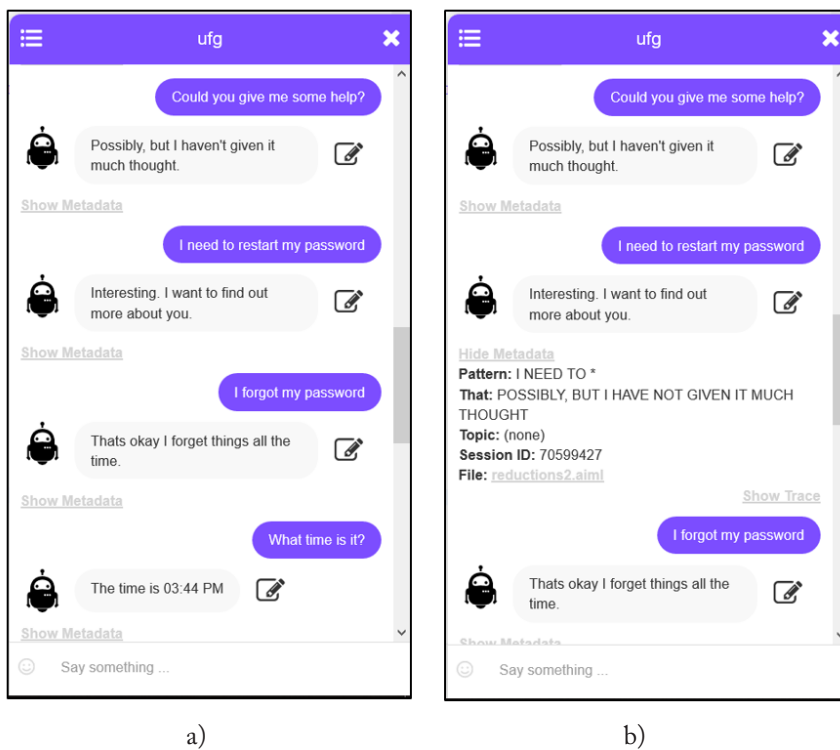 ufg
Could you give me some help?
Possibly, but I haven't given it
much thought.
Show Metadata
I need to restart my password
Interesting. I want to find out
more about you.
Show Metadata
I forgot my password
Thats okay I forget things all the
time.
Show Metadata
What time is it?
The time is 03:44 PM
Show Metadata
Say something ...
a)
ufg
Could you give me some help?
Possibly, but I haven't given it
much thought.
Show Metadata
I need to restart my password
Interesting. I want to find out
more about you.
Hide Metadata
Pattern: I NEED TO *
That: POSSIBLY, BUT I HAVE NOT GIVEN IT MUCH
THOUGHT
Topic: (none)
Session ID: 70599427
File: reductions2.aiml
Show Trace
I forgot my password
Thats okay I forget things all the
time.
Show Metadata
Say something ...
b)